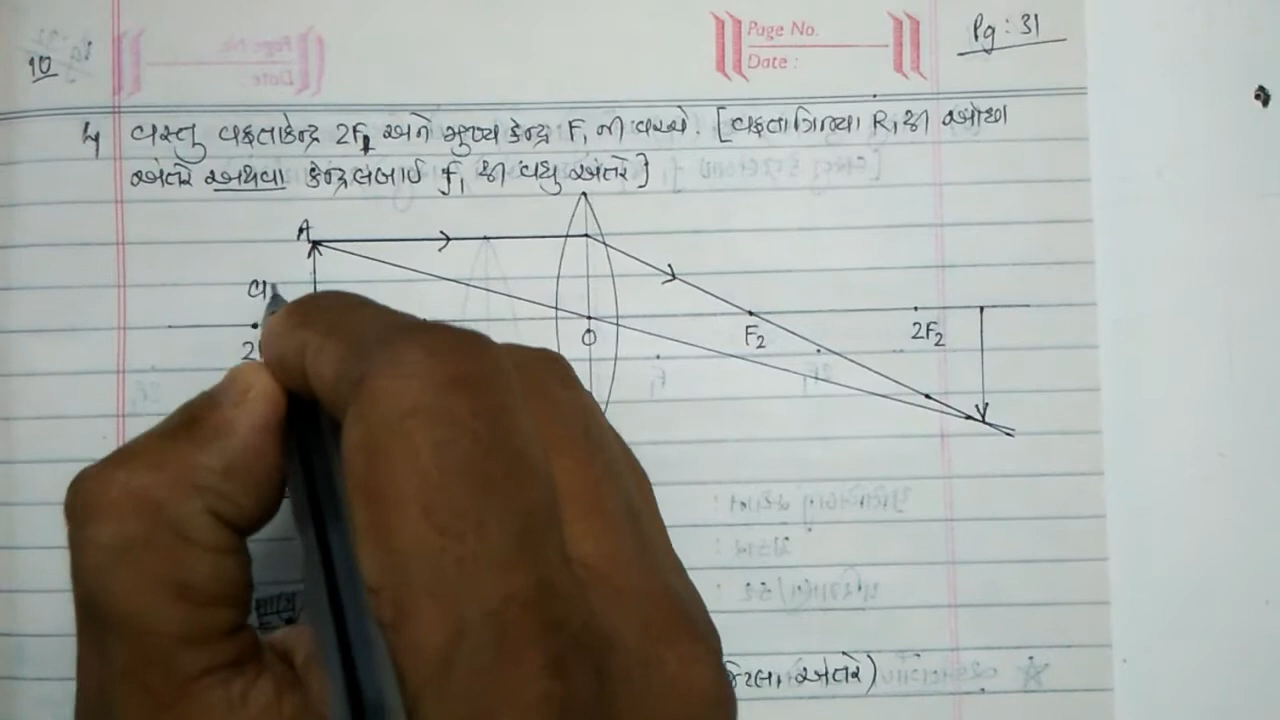 Page No.
Date :
Pg : 31
10
વસ્તુ વક્રતાકેન્દ્ર 2F₁ અને મુખ્ય કેન્દ્ર F₁ ની વચ્ચે. [વક્રતાત્રિજ્યા R₁ થી ઓછા
અંતરે અથવા કેન્દ્રલંબાઈ f₁ થી વધુ અંતરે]
A
વ
O
F₂
2F₂
અંતરે)